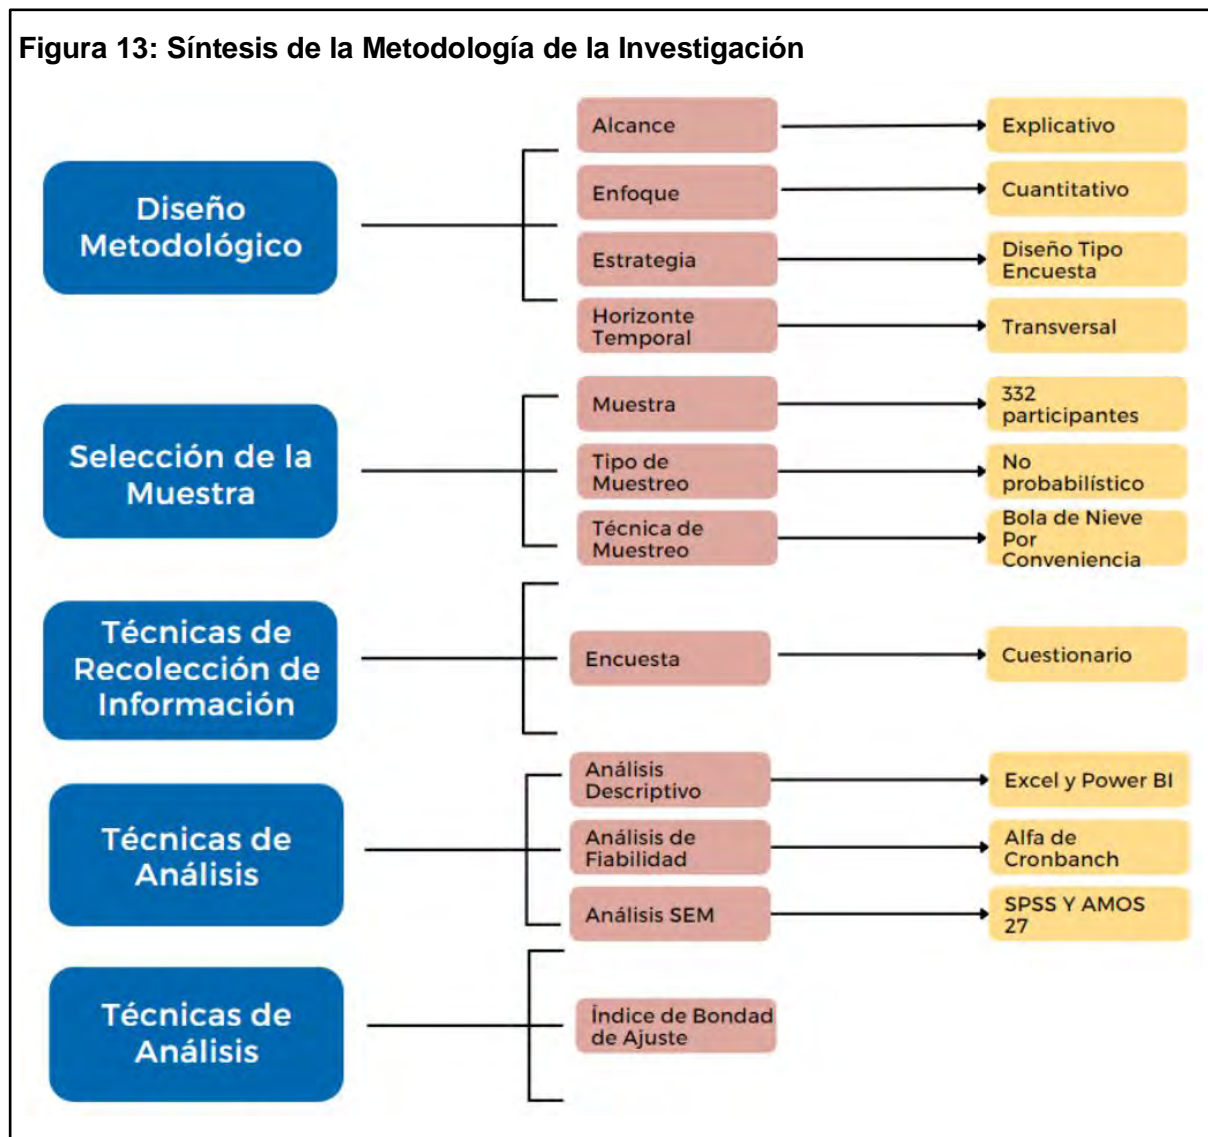 Figura 13: Síntesis de la Metodología de la Investigación
Diseño
Metodológico
Alcance
Explicativo
Enfoque
Cuantitativo
Estrategia
Diseño Tipo
Encuesta
Horizonte
Temporal
Transversal
Selección de la
Muestra
Muestra
332
participantes
Tipo de
Muestreo
No
probabilístico
Técnica de
Muestreo
Bola de Nieve
Por
Conveniencia
Técnicas de
Recolección de
Información
Encuesta
Cuestionario
Técnicas de
Análisis
Análisis
Descriptivo
Excel y Power BI
Análisis de
Fiabilidad
Alfa de
Cronbanch
Análisis SEM
SPSS Y AMOS
27
Técnicas de
Análisis
Índice de Bondad
de Ajuste